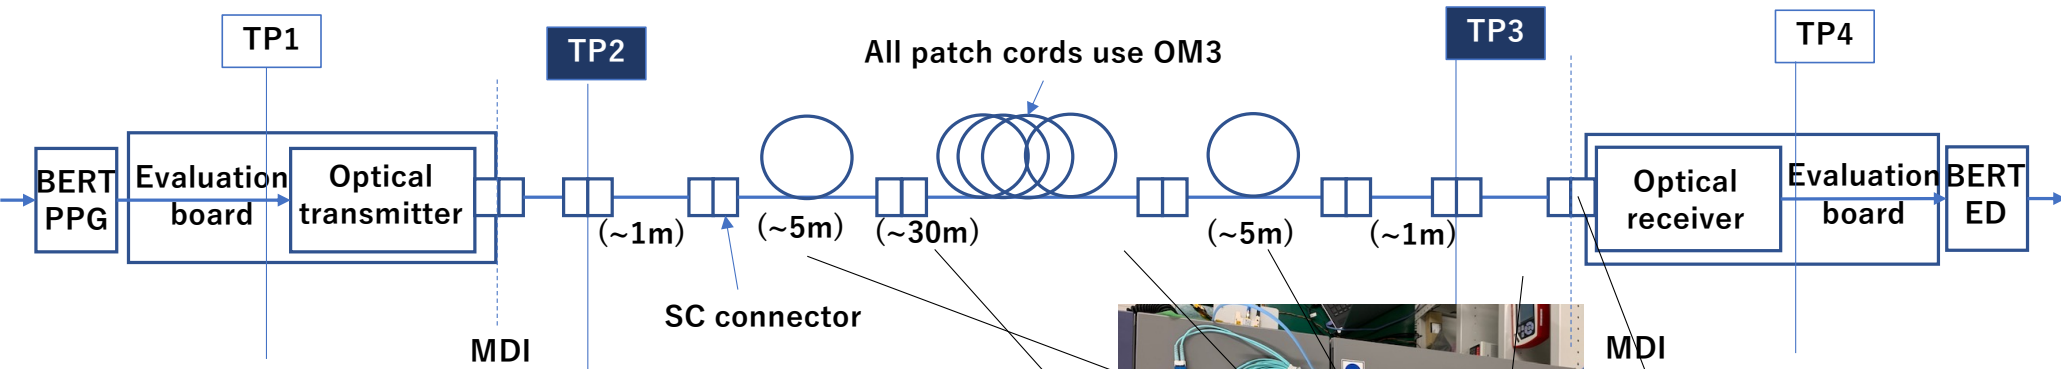 TP1
TP2
All patch cords use OM3
TP3
TP4
BERT
PPG
Evaluation
board
Optical
transmitter
(~1m)
(~5m)
(~30m)
(~5m)
(~1m)
Optical
receiver
Evaluation
board
BERT
ED
SC connector
MDI
MDI